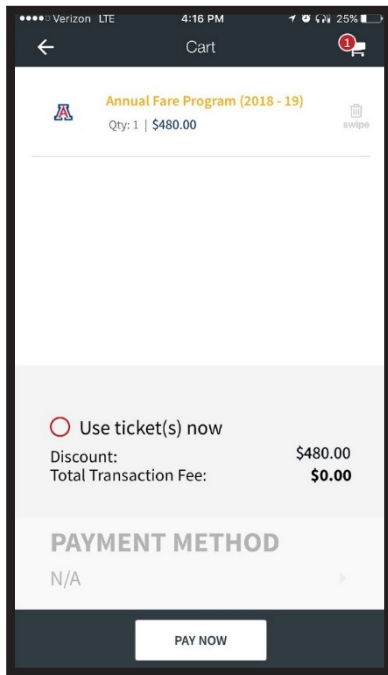 Verizon LTE 4:16 PM 25%
Cart
1
A
Annual Fare Program (2018 - 19)
Qty: 1 | $480.00
swipe
Use ticket(s) now
Discount: $480.00
Total Transaction Fee: $0.00
PAYMENT METHOD
N/A
PAY NOW